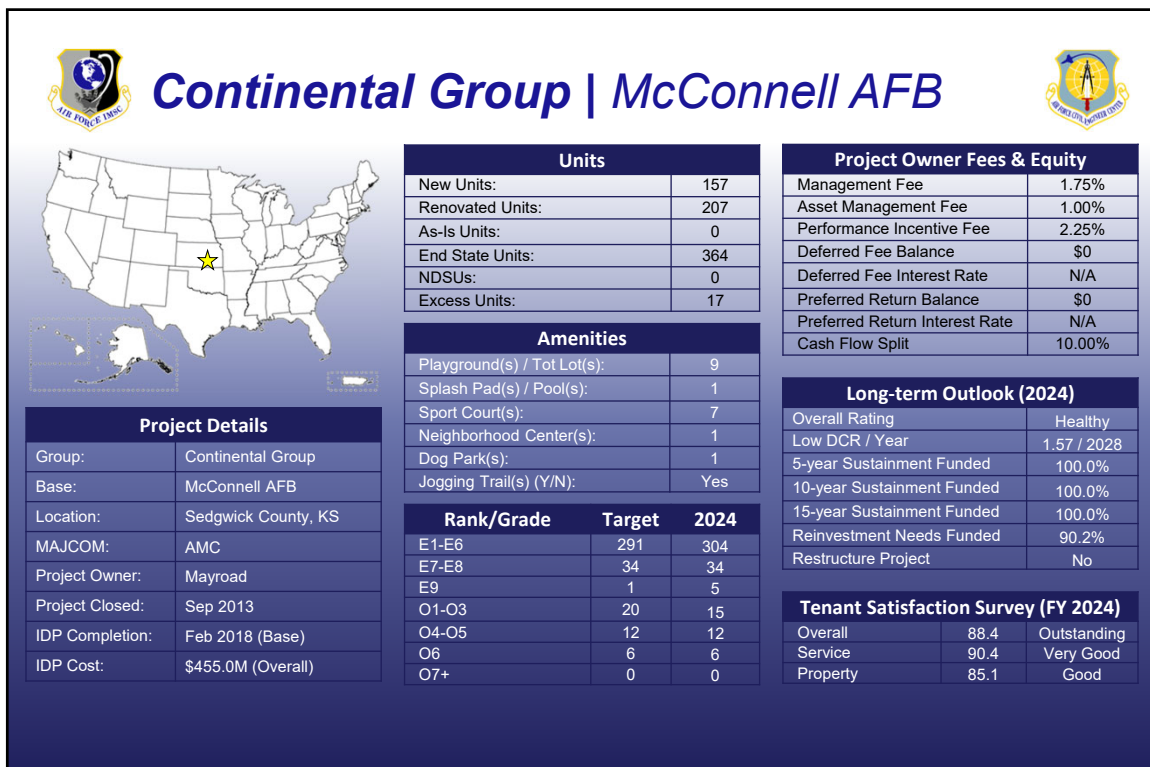 Continental Group | McConnell AFB
AIR FORCE IMSC
AIR FORCE CIVIL ENGINEER CENTER
Project Details
Group: Continental Group
Base: McConnell AFB
Location: Sedgwick County, KS
MAJCOM: AMC
Project Owner: Mayroad
Project Closed: Sep 2013
IDP Completion: Feb 2018 (Base)
IDP Cost: $455.0M (Overall)
Units
New Units: 157
Renovated Units: 207
As-Is Units: 0
End State Units: 364
NDSUs: 0
Excess Units: 17
Amenities
Playground(s) / Tot Lot(s): 9
Splash Pad(s) / Pool(s): 1
Sport Court(s): 7
Neighborhood Center(s): 1
Dog Park(s): 1
Jogging Trail(s) (Y/N): Yes
Rank/Grade Target 2024
E1-E6 291 304
E7-E8 34 34
E9 1 5
O1-O3 20 15
O4-O5 12 12
O6 6 6
O7+ 0 0
Project Owner Fees & Equity
Management Fee 1.75%
Asset Management Fee 1.00%
Performance Incentive Fee 2.25%
Deferred Fee Balance $0
Deferred Fee Interest Rate N/A
Preferred Return Balance $0
Preferred Return Interest Rate N/A
Cash Flow Split 10.00%
Long-term Outlook (2024)
Overall Rating Healthy
Low DCR / Year 1.57 / 2028
5-year Sustainment Funded 100.0%
10-year Sustainment Funded 100.0%
15-year Sustainment Funded 100.0%
Reinvestment Needs Funded 90.2%
Restructure Project No
Tenant Satisfaction Survey (FY 2024)
Overall 88.4 Outstanding
Service 90.4 Very Good
Property 85.1 Good